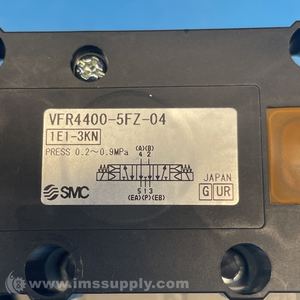 VFR4400-5FZ-04
1E1-3KN
PRESS 0.2~0.9MPa
(A)(B)
4 2
5 1 3
(EA)(P)(EB)
SMC
JAPAN
G UR
© www.imssupply.com